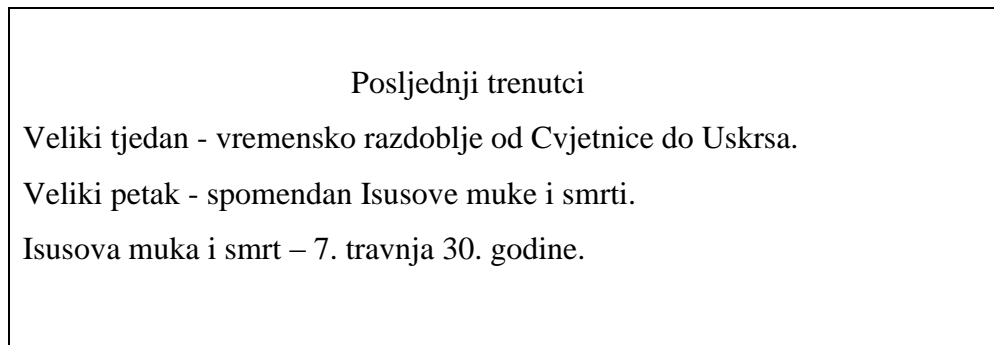 Posljednji trenutci
Veliki tjedan - vremensko razdoblje od Cvjetnice do Uskrsa.
Veliki petak - spomendan Isusove muke i smrti.
Isusova muka i smrt – 7. travnja 30. godine.